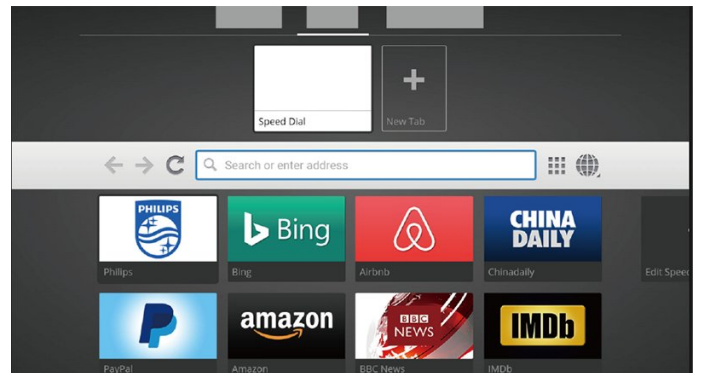 Speed Dial
New Tab
Search or enter address
PHILIPS
Bing
CHINA
DAILY
Philips
Bing
Airbnb
Chinadaily
Edit Speed
amazon
BBC
NEWS
IMDb
PayPal
Amazon
BBC News
IMDb